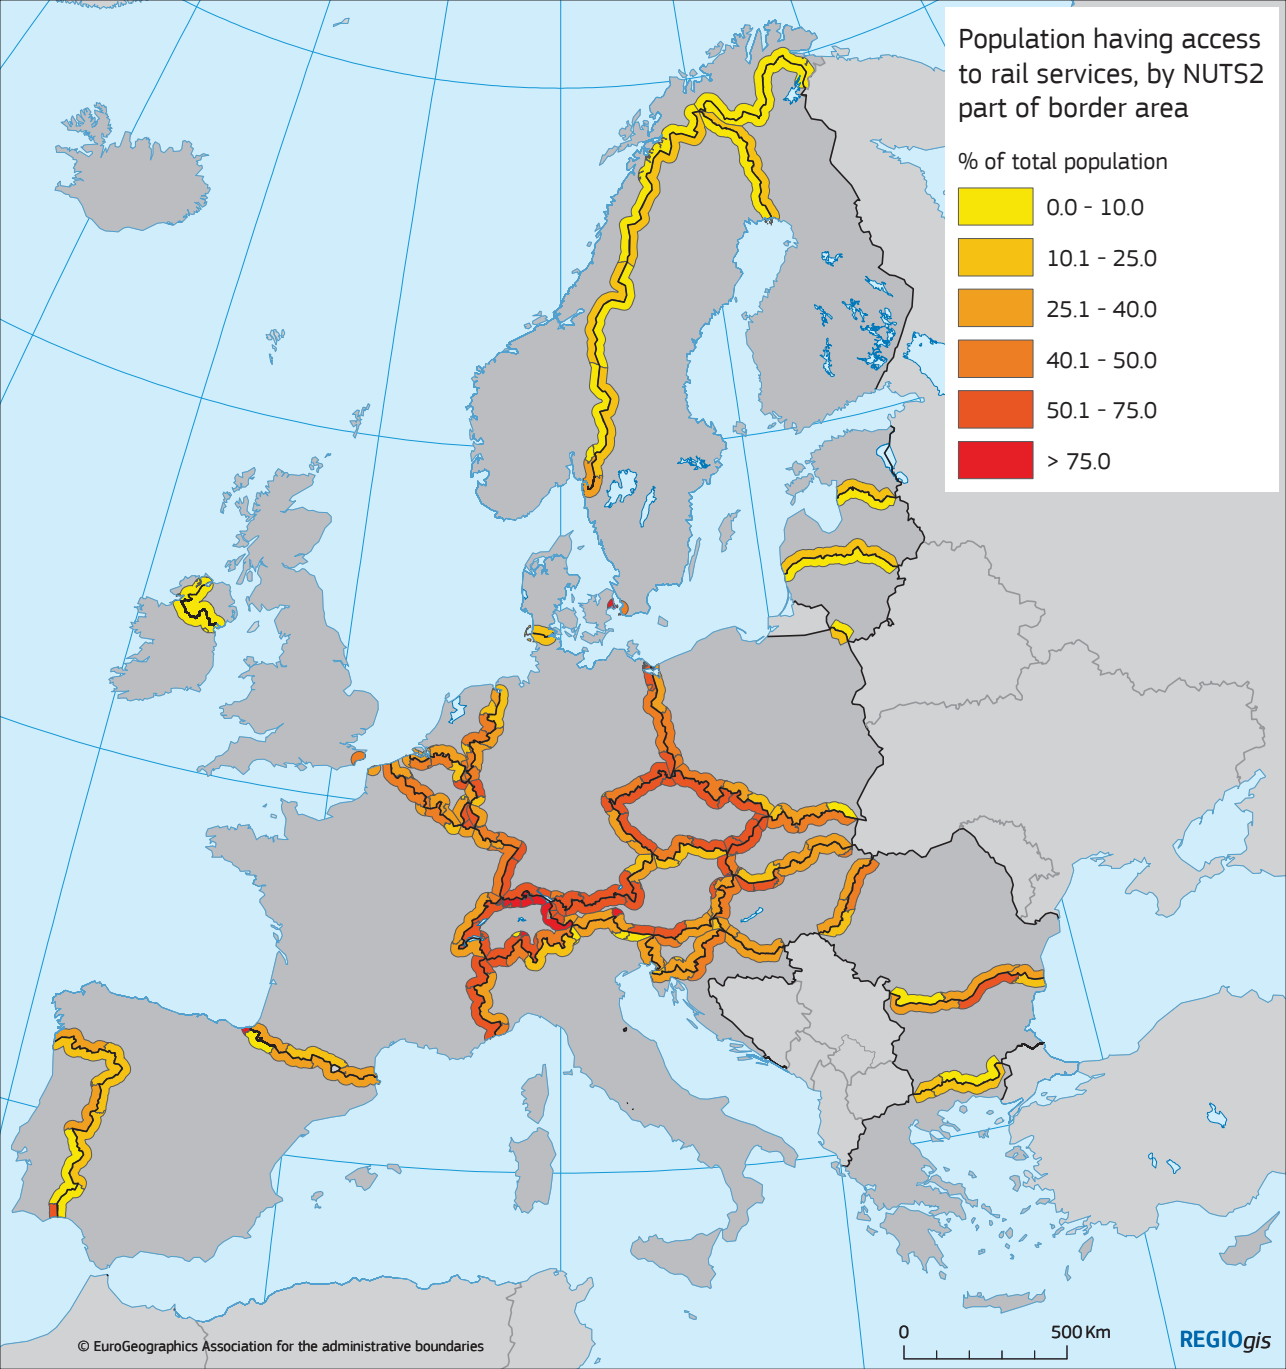 Population having access
to rail services, by NUTS2
part of border area
% of total population
0.0 - 10.0
10.1 - 25.0
25.1 - 40.0
40.1 - 50.0
50.1 - 75.0
> 75.0
0 500 Km
REGIOgis
© EuroGeographics Association for the administrative boundaries